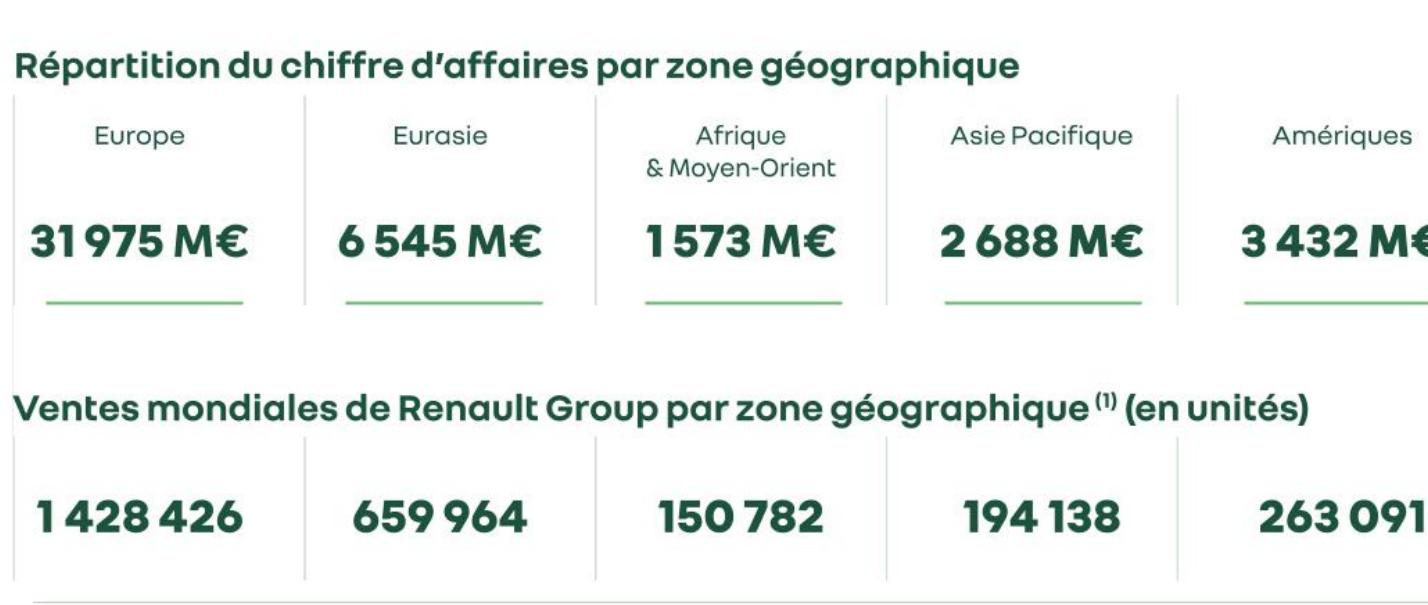 Répartition du chiffre d’affaires par zone géographique
Europe
Eurasie
Afrique
& Moyen-Orient
Asie Pacifique
Amériques
31 975 M€
6 545 M€
1 573 M€
2 688 M€
3 432 M€
Ventes mondiales de Renault Group par zone géographique (1) (en unités)
1 428 426
659 964
150 782
194 138
263 091